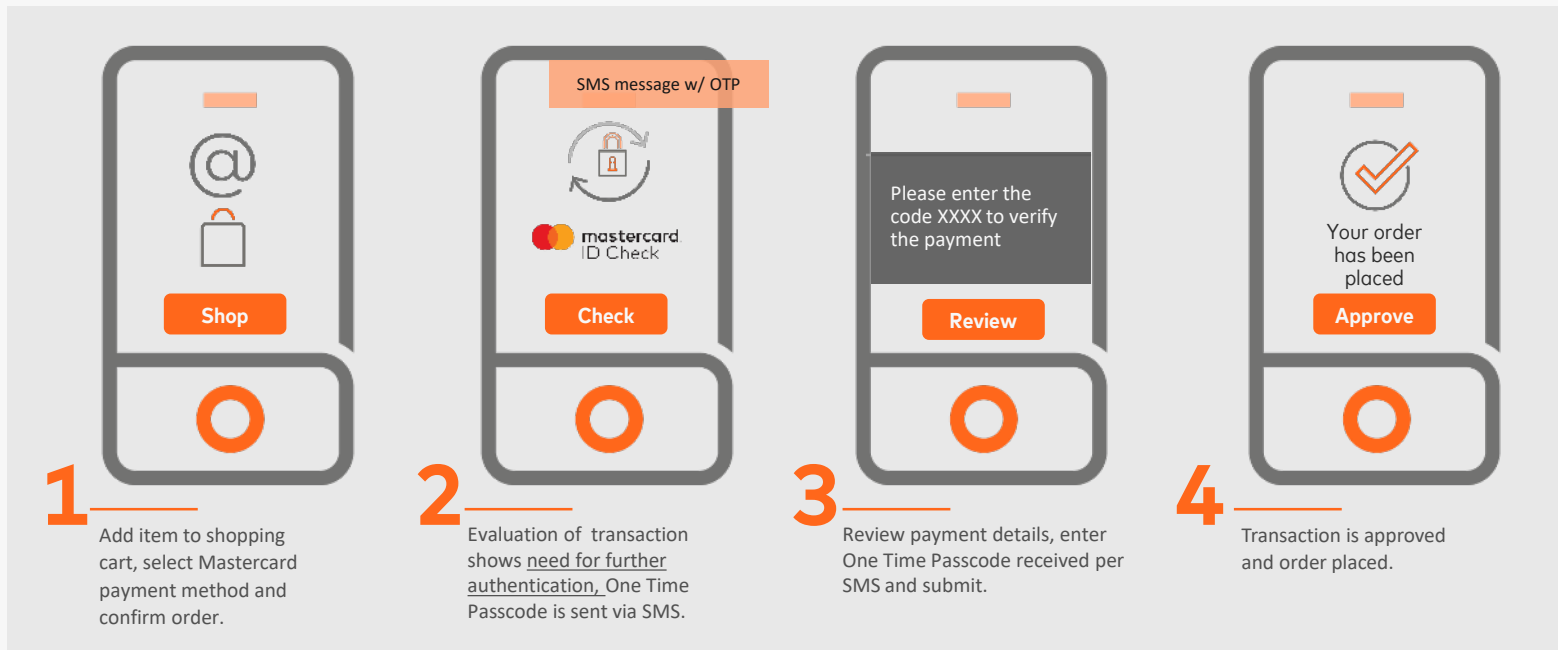 SMS message w/ OTP
@
Shop
mastercard.
ID Check
Check
Please enter the
code XXXX to verify
the payment
Review
Your order
has been
placed
Approve
1
Add item to shopping
cart, select Mastercard
payment method and
confirm order.
2
Evaluation of transaction
shows need for further
authentication, One Time
Passcode is sent via SMS.
3
Review payment details, enter
One Time Passcode received per
SMS and submit.
4
Transaction is approved
and order placed.